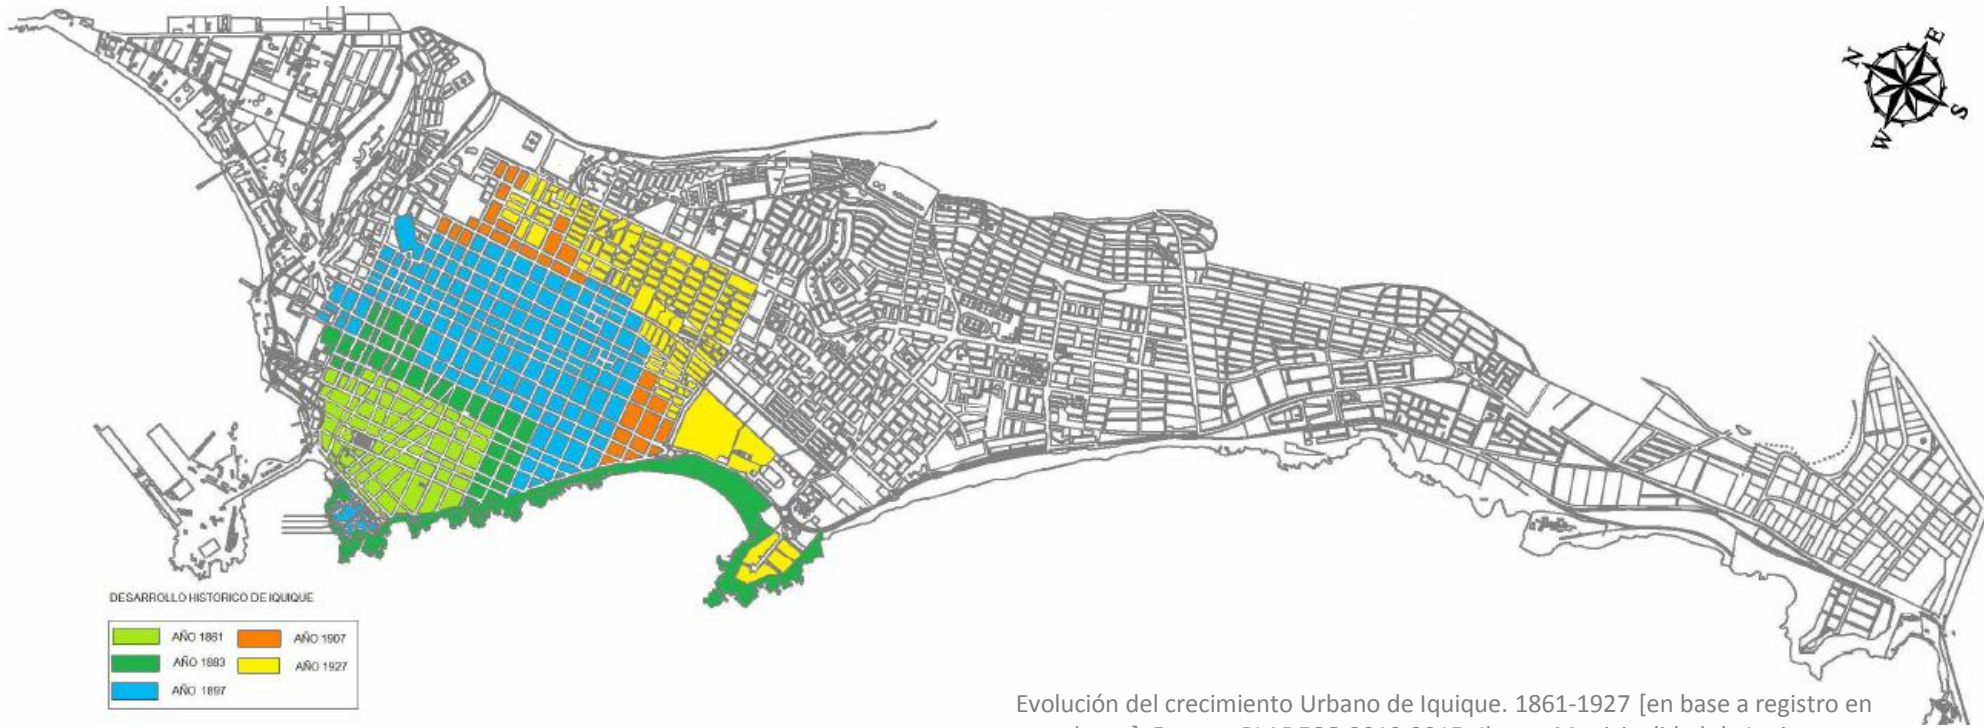 N
E
S
W
DESARROLLO HISTORICO DE IQUIQUE
AÑO 1861 AÑO 1907
AÑO 1883 AÑO 1927
AÑO 1897
Evolución del crecimiento Urbano de Iquique. 1861-1927 [en base a registro en